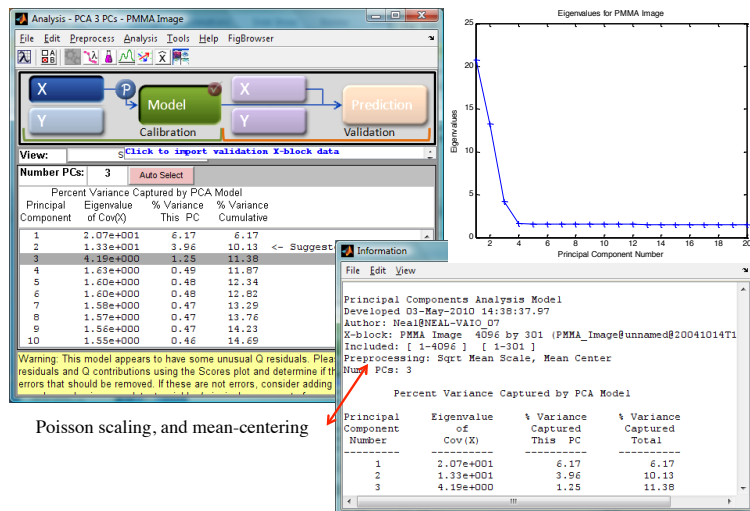 Analysis - PCA 3 PCs - PMMA Image
File Edit Preprocess Analysis Tools Help FigBrowser
X
P
X
Model
Prediction
Y
Y
Calibration
Validation
View:
S
Click to import validation X-block data
Number PCs: 3 Auto Select
Percent Variance Captured by PCA Model
Principal Eigenvalue % Variance % Variance
Component of Cov(X) This PC Cumulative
1 2.07e+001 6.17 6.17
2 1.33e+001 3.96 10.13 <- Suggest
3 4.19e+000 1.25 11.38
4 1.63e+000 0.49 11.87
5 1.60e+000 0.48 12.34
6 1.60e+000 0.48 12.82
7 1.58e+000 0.47 13.29
8 1.57e+000 0.47 13.76
9 1.56e+000 0.47 14.23
10 1.55e+000 0.46 14.69
Warning: This model appears to have some unusual Q residuals. Pleas
residuals and Q contributions using the Scores plot and determine if th
errors that should be removed. If these are not errors, consider adding
Eigenvalues for PMMA Image
Eigenvalues
25
20
15
10
5
0
2 4 6 8 10 12 14 16 18 20
Principal Component Number
Information
File Edit View
Principal Components Analysis Model
Developed 03-May-2010 14:38:37.97
Author: Neal@NEAL-VAIO_07
X-block: PMMA Image 4096 by 301 (PMMA_Image@unnamed@20041014T1
Included: [ 1-4096 ] [ 1-301 ]
Preprocessing: Sqrt Mean Scale, Mean Center
Num PCs: 3
Percent Variance Captured by PCA Model
Principal Eigenvalue % Variance % Variance
Component of Captured Captured
Number Cov(X) This PC Total
--------- ---------- ---------- ----------
1 2.07e+001 6.17 6.17
2 1.33e+001 3.96 10.13
3 4.19e+000 1.25 11.38
Poisson scaling, and mean-centering